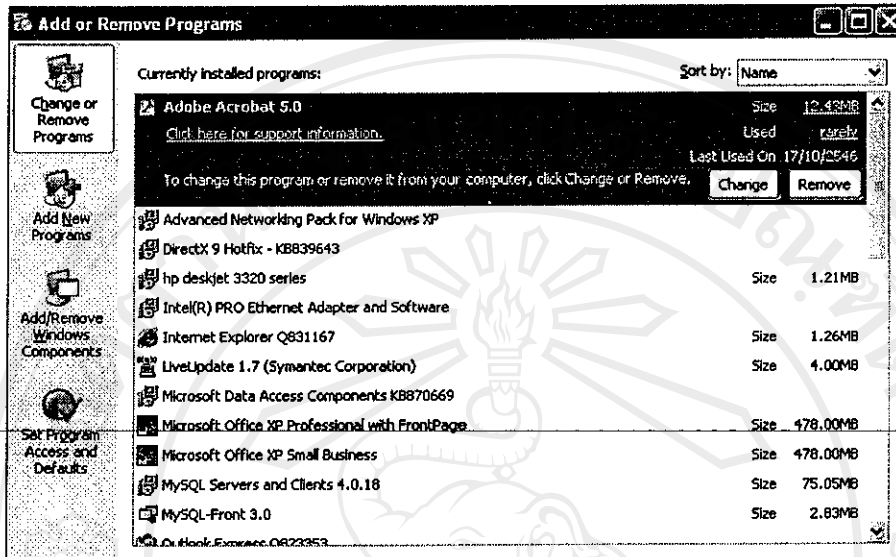 Add or Remove Programs
Change or
Remove
Programs
Add New
Programs
Add/Remove
Windows
Components
Set Program
Access and
Defaults
Currently installed programs:
Sort by: Name
Adobe Acrobat 5.0 Size 12.43MB
Click here for support information. Used rarely
Last Used On 17/10/2546
To change this program or remove it from your computer, click Change or Remove. Change Remove
Advanced Networking Pack for Windows XP
DirectX 9 Hotfix - KB839643
hp deskjet 3320 series Size 1.21MB
Intel(R) PRO Ethernet Adapter and Software
Internet Explorer Q831167 Size 1.26MB
LiveUpdate 1.7 (Symantec Corporation) Size 4.00MB
Microsoft Data Access Components KB870669
Microsoft Office XP Professional with FrontPage Size 478.00MB
Microsoft Office XP Small Business Size 478.00MB
MySQL Servers and Clients 4.0.18 Size 75.05MB
MySQL-Front 3.0 Size 2.83MB
Outlook Express Q823353